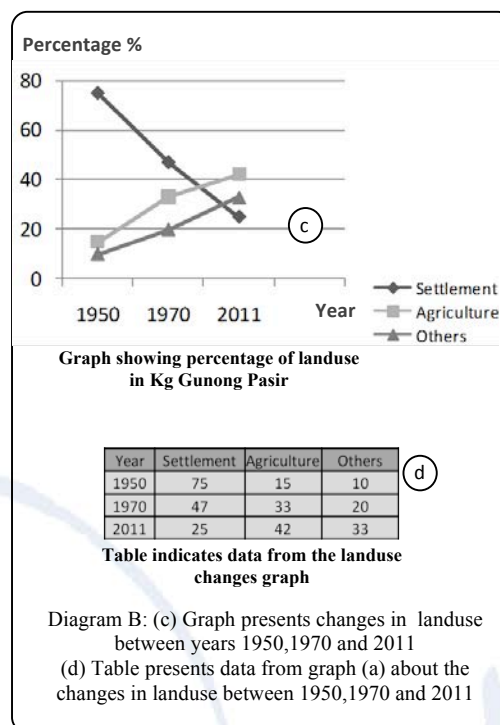 Percentage %
80
60
40
20
0
c
1950 1970 2011 Year
Settlement
Agriculture
Others
Graph showing percentage of landuse
in Kg Gunong Pasir
Year Settlement Agriculture Others
1950 75 15 10
1970 47 33 20
2011 25 42 33
d
Table indicates data from the landuse
changes graph
Diagram B: (c) Graph presents changes in landuse
between years 1950,1970 and 2011
(d) Table presents data from graph (a) about the
changes in landuse between 1950,1970 and 2011